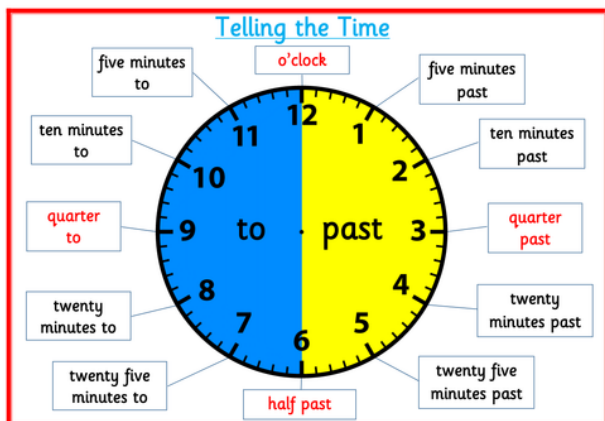 Telling the Time
o'clock
five minutes
to
five minutes
past
ten minutes
to
ten minutes
past
quarter
to
quarter
past
twenty
minutes to
twenty
minutes past
twenty five
minutes to
twenty five
minutes past
half past
12
1
2
3
4
5
6
7
8
9
10
11
to
past